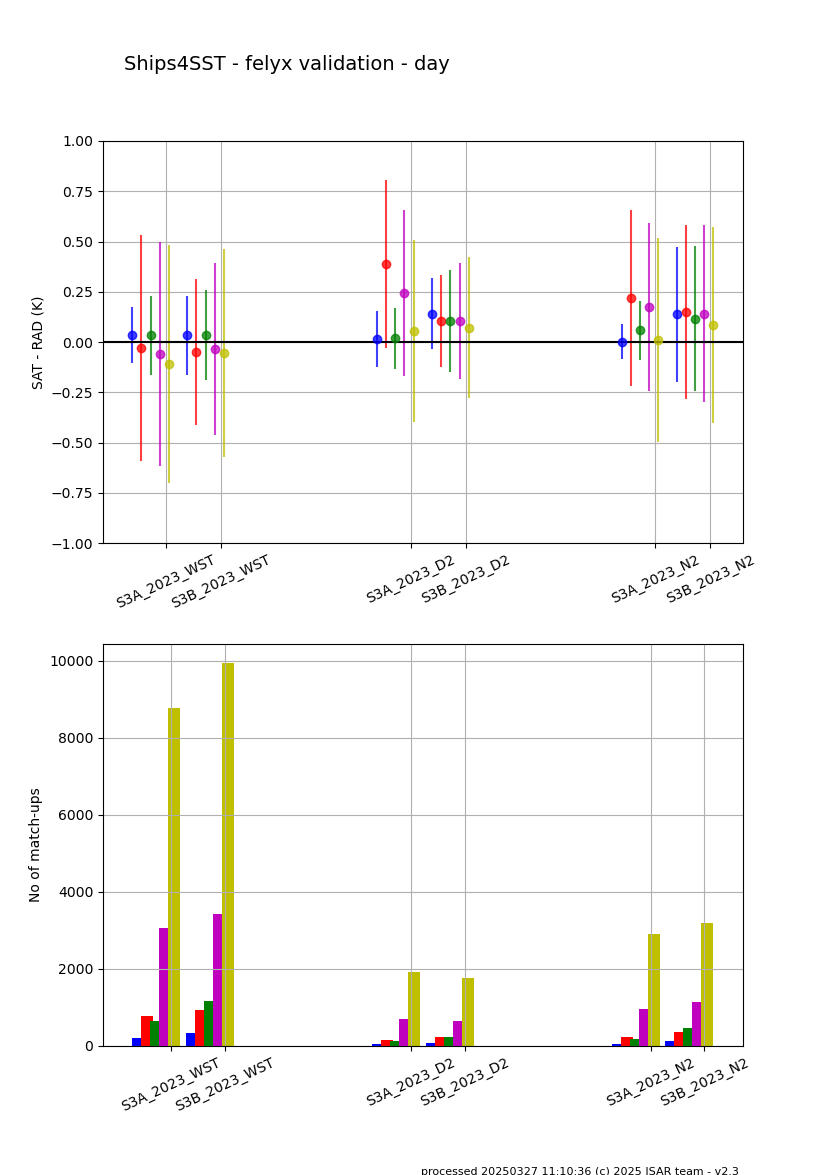 Ships4SST - felyx validation - day
1.00
0.75
0.50
0.25
0.00
−0.25
−0.50
−0.75
−1.00
SAT - RAD (K)
S3A_2023_WST
S3B_2023_WST
S3A_2023_D2
S3B_2023_D2
S3A_2023_N2
S3B_2023_N2
10000
8000
6000
4000
2000
0
No of match-ups
S3A_2023_WST
S3B_2023_WST
S3A_2023_D2
S3B_2023_D2
S3A_2023_N2
S3B_2023_N2
processed 20250327 11:10:36 (c) 2025 ISAR team - v2.3